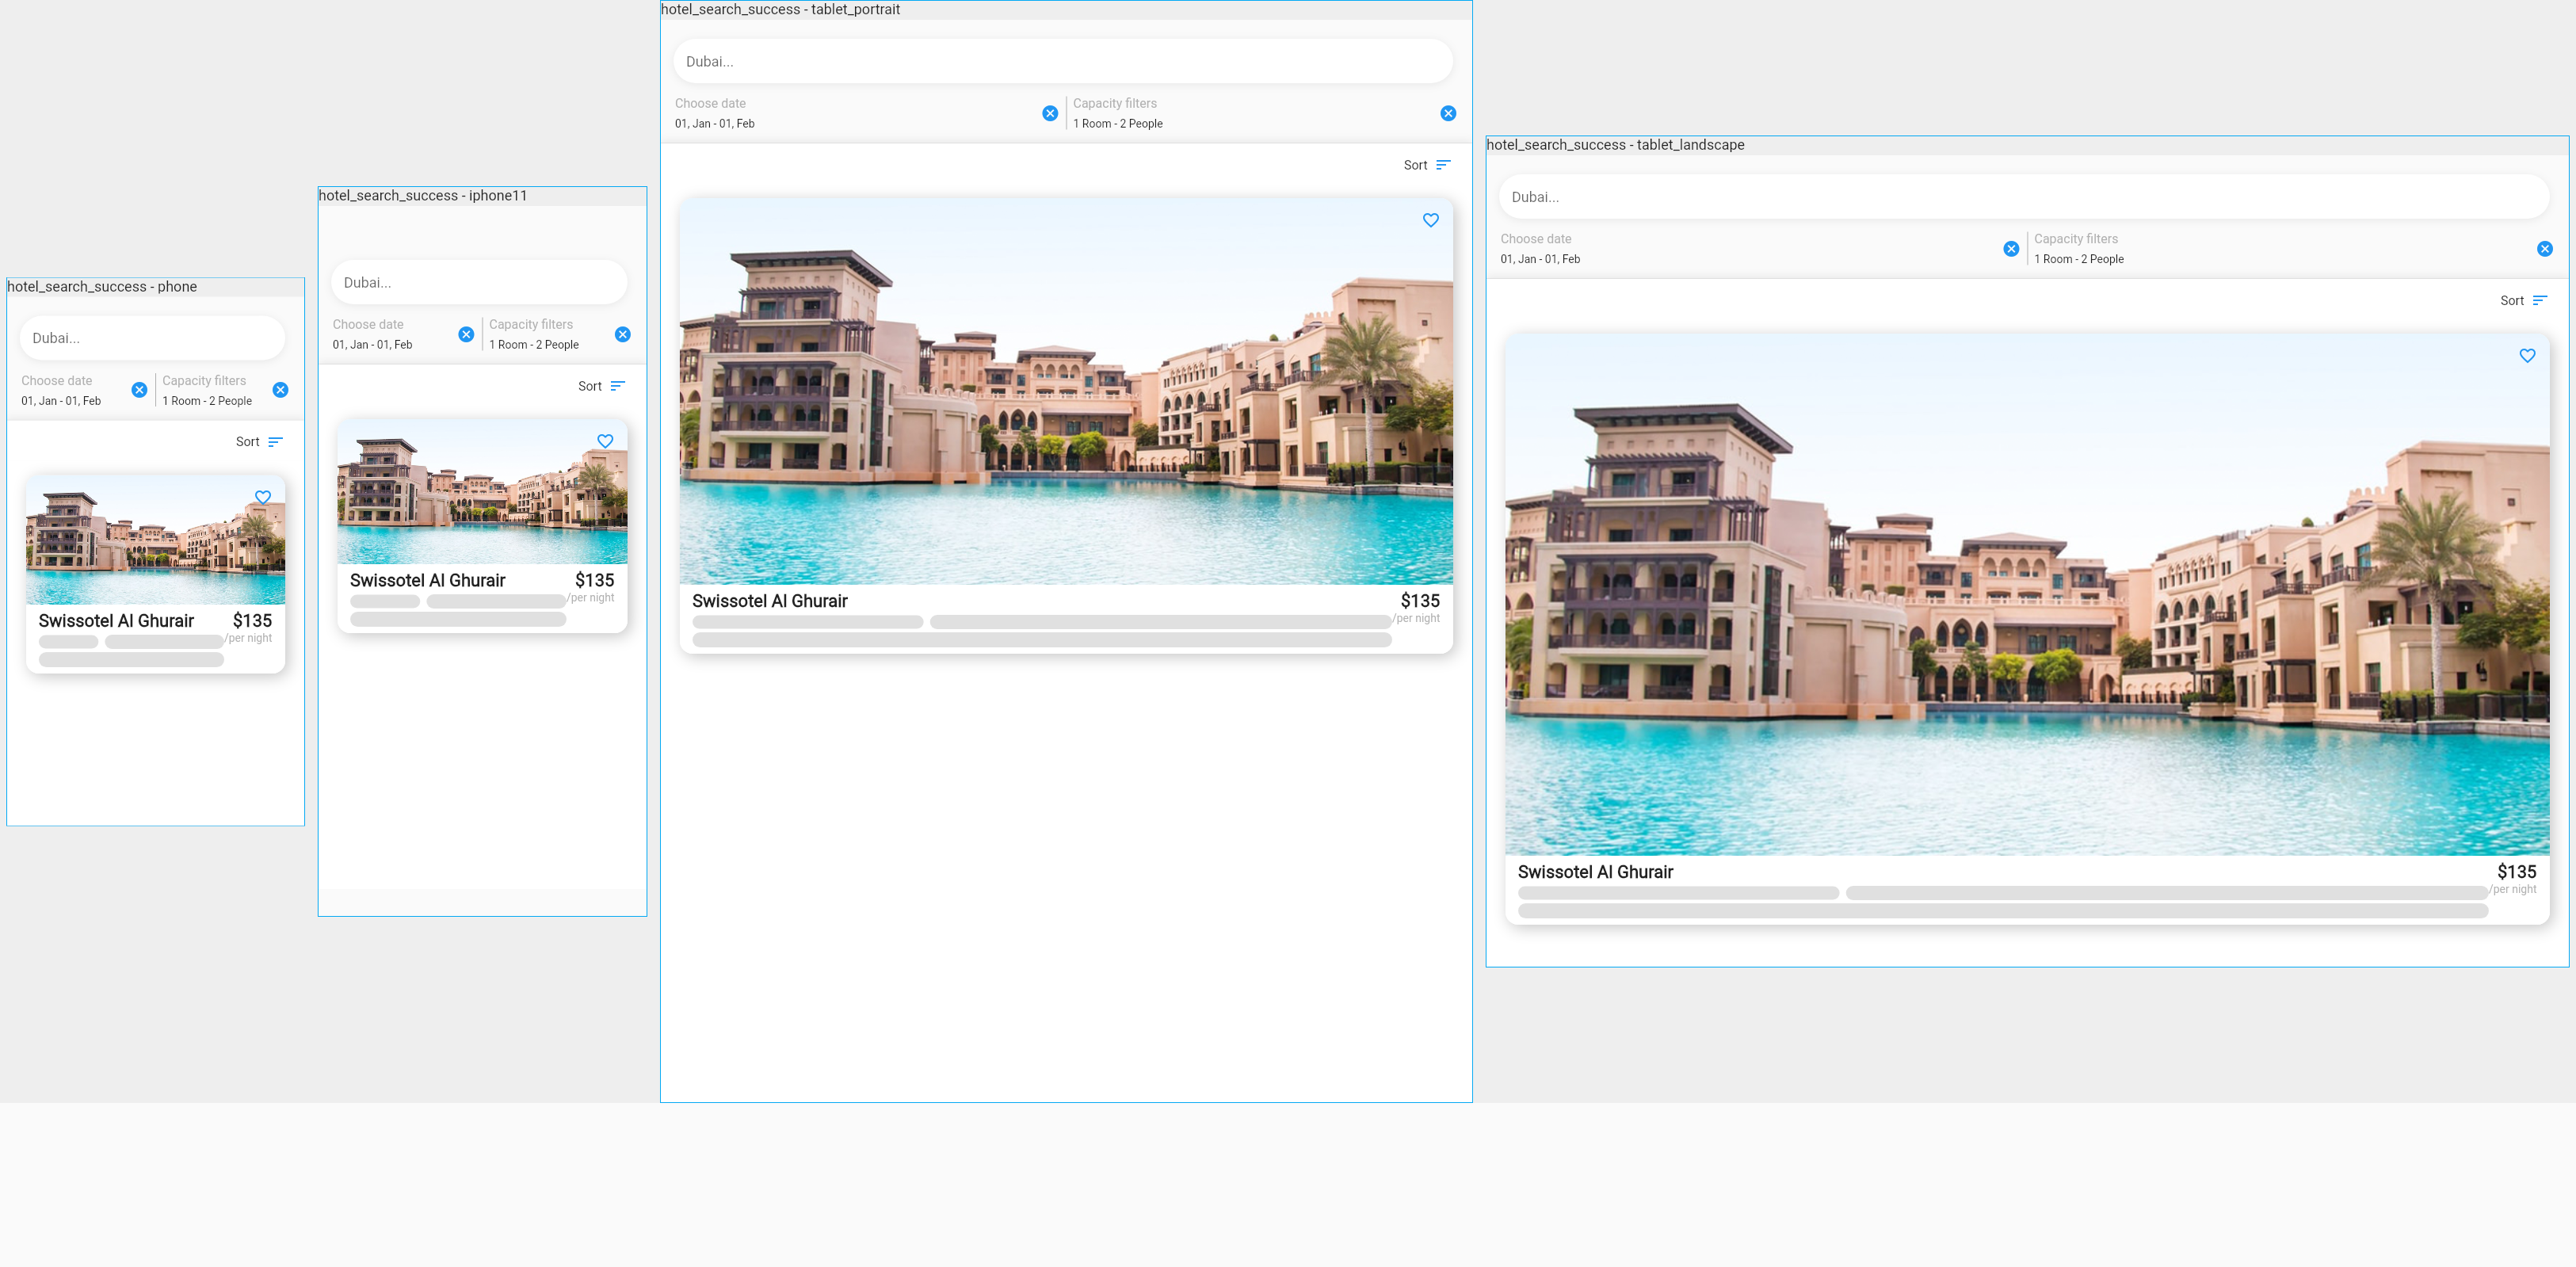 hotel_search_success - phone
Dubai...
Choose date
01, Jan - 01, Feb
Capacity filters
1 Room - 2 People
Sort
Swissotel Al Ghurair
$135
/per night
hotel_search_success - iphone11
Dubai...
Choose date
01, Jan - 01, Feb
Capacity filters
1 Room - 2 People
Sort
Swissotel Al Ghurair
$135
/per night
hotel_search_success - tablet_portrait
Dubai...
Choose date
01, Jan - 01, Feb
Capacity filters
1 Room - 2 People
Sort
Swissotel Al Ghurair
$135
/per night
hotel_search_success - tablet_landscape
Dubai...
Choose date
01, Jan - 01, Feb
Capacity filters
1 Room - 2 People
Sort
Swissotel Al Ghurair
$135
/per night